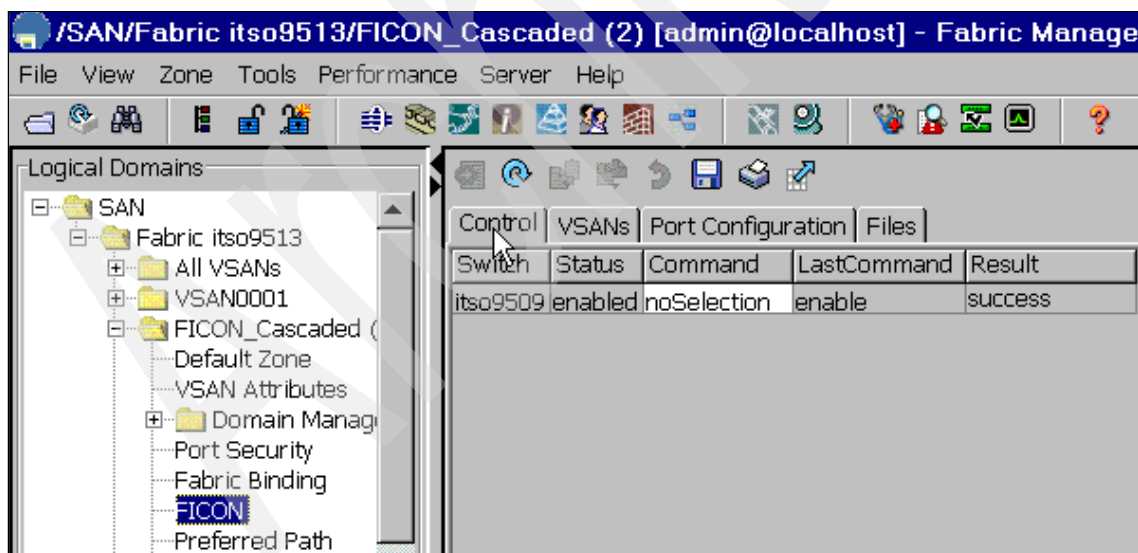 /SAN/Fabric itso9513/FICON_Cascaded (2) [admin@localhost] - Fabric Manage
File View Zone Tools Performance Server Help
Logical Domains
SAN
Fabric itso9513
All VSANs
VSAN0001
FICON_Cascaded (
Default Zone
VSAN Attributes
Domain Manag
Port Security
Fabric Binding
FICON
Preferred Path
Control VSANs Port Configuration Files
Switch Status Command LastCommand Result
itso9509 enabled noSelection enable success